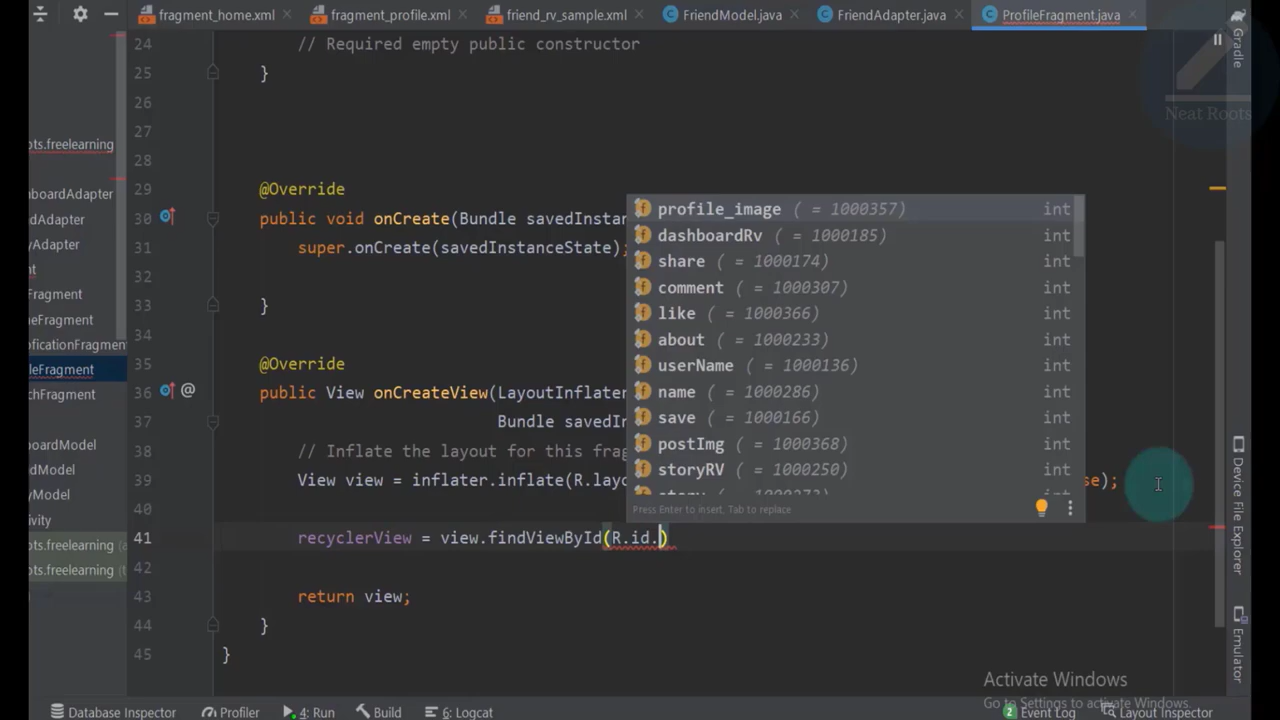 fragment_home.xml fragment_profile.xml friend_rv_sample.xml FriendModel.java FriendAdapter.java ProfileFragment.java
Gradle
24 // Required empty public constructor
25 }
26
Neat Roots
27
ots.freelearning
28
29 @Override
boardAdapter
30 public void onCreate(Bundle savedInstan
dAdapter
31 super.onCreate(savedInstanceState);
yAdapter
32
nt
33 }
Fragment
34
neFragment
35 @Override
ificationFragment
leFragment
36 @ public View onCreateView(LayoutInflater
chFragment
37 Bundle savedIn
38 // Inflate the layout for this frag
boardModel
39 View view = inflater.inflate(R.layo se);
dModel
yModel
40
ivity
41 recyclerView = view.findViewById(R.id.)
ots.freelearning
42
ots.freelearning (t
43 return view;
44 }
45 }
profile_image ( = 1000357) int
dashboardRv ( = 1000185) int
share ( = 1000174) int
comment ( = 1000307) int
like ( = 1000366) int
about ( = 1000233) int
userName ( = 1000136) int
name ( = 1000286) int
save ( = 1000166) int
postImg ( = 1000368) int
storyRV ( = 1000250) int
Press Enter to insert, Tab to replace
Device File Explorer
Emulator
Activate Windows
Go to Settings to activate Windows.
Database Inspector Profiler 4: Run Build 6: Logcat 2 Event Log Layout Inspector